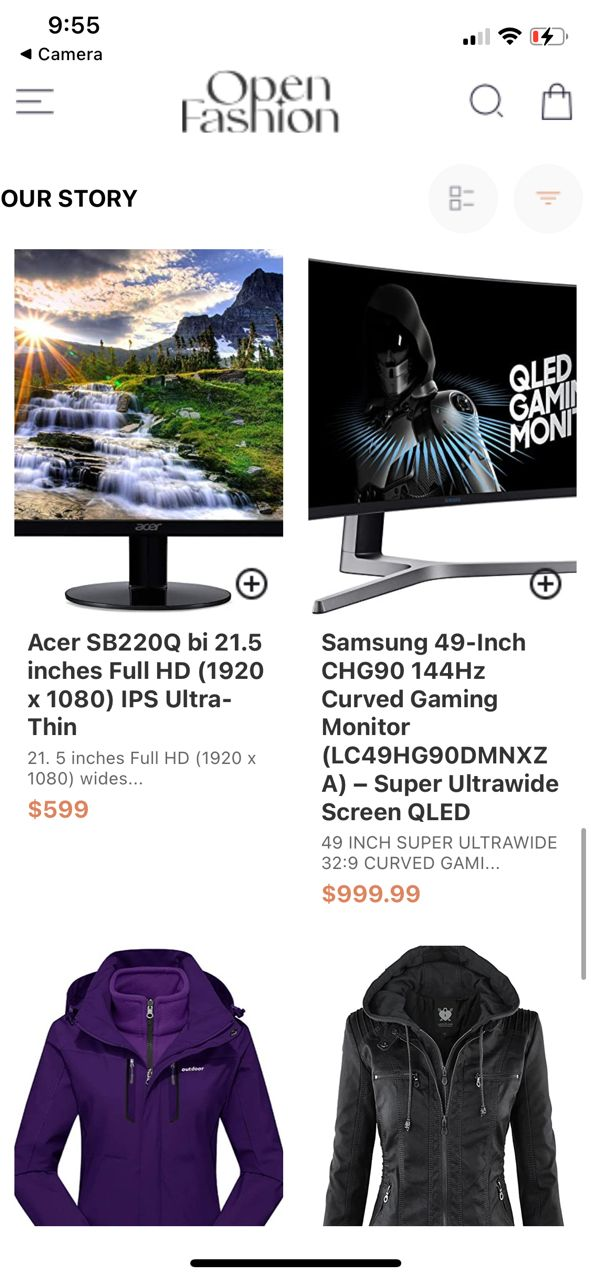 9:55
◀ Camera
Open
Fashion
OUR STORY
acer
QLED
GAMIN
MONIT
SAMSUNG
Acer SB220Q bi 21.5
inches Full HD (1920
x 1080) IPS Ultra-
Thin
21. 5 inches Full HD (1920 x
1080) wides...
$599
Samsung 49-Inch
CHG90 144Hz
Curved Gaming
Monitor
(LC49HG90DMNXZ
A) – Super Ultrawide
Screen QLED
49 INCH SUPER ULTRAWIDE
32:9 CURVED GAMI...
$999.99
outdoor